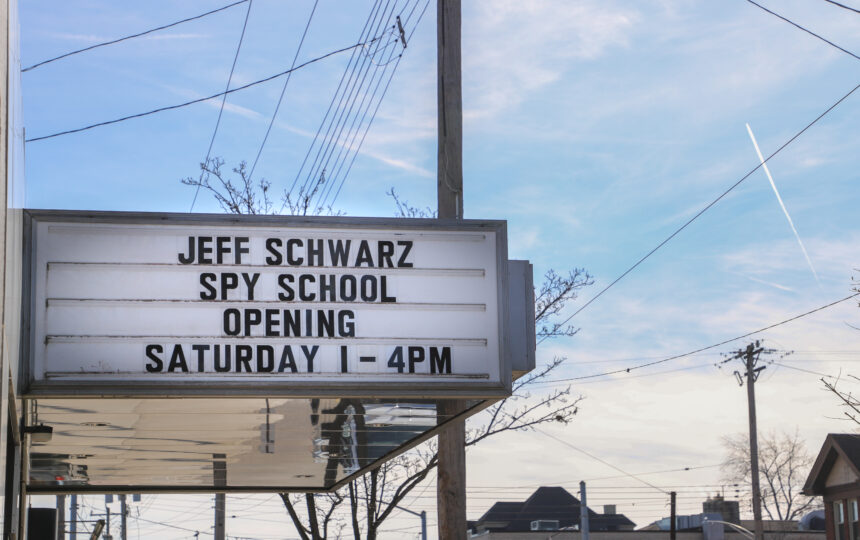 JEFF SCHWARZ
SPY SCHOOL
OPENING
SATURDAY 1-4PM